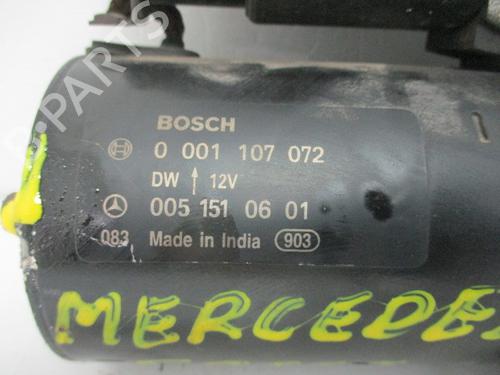 BOSCH
0 001 107 072
DW ↑ 12V
005 151 06 01
083 Made in India 903
MERCEDE
B-PARTS